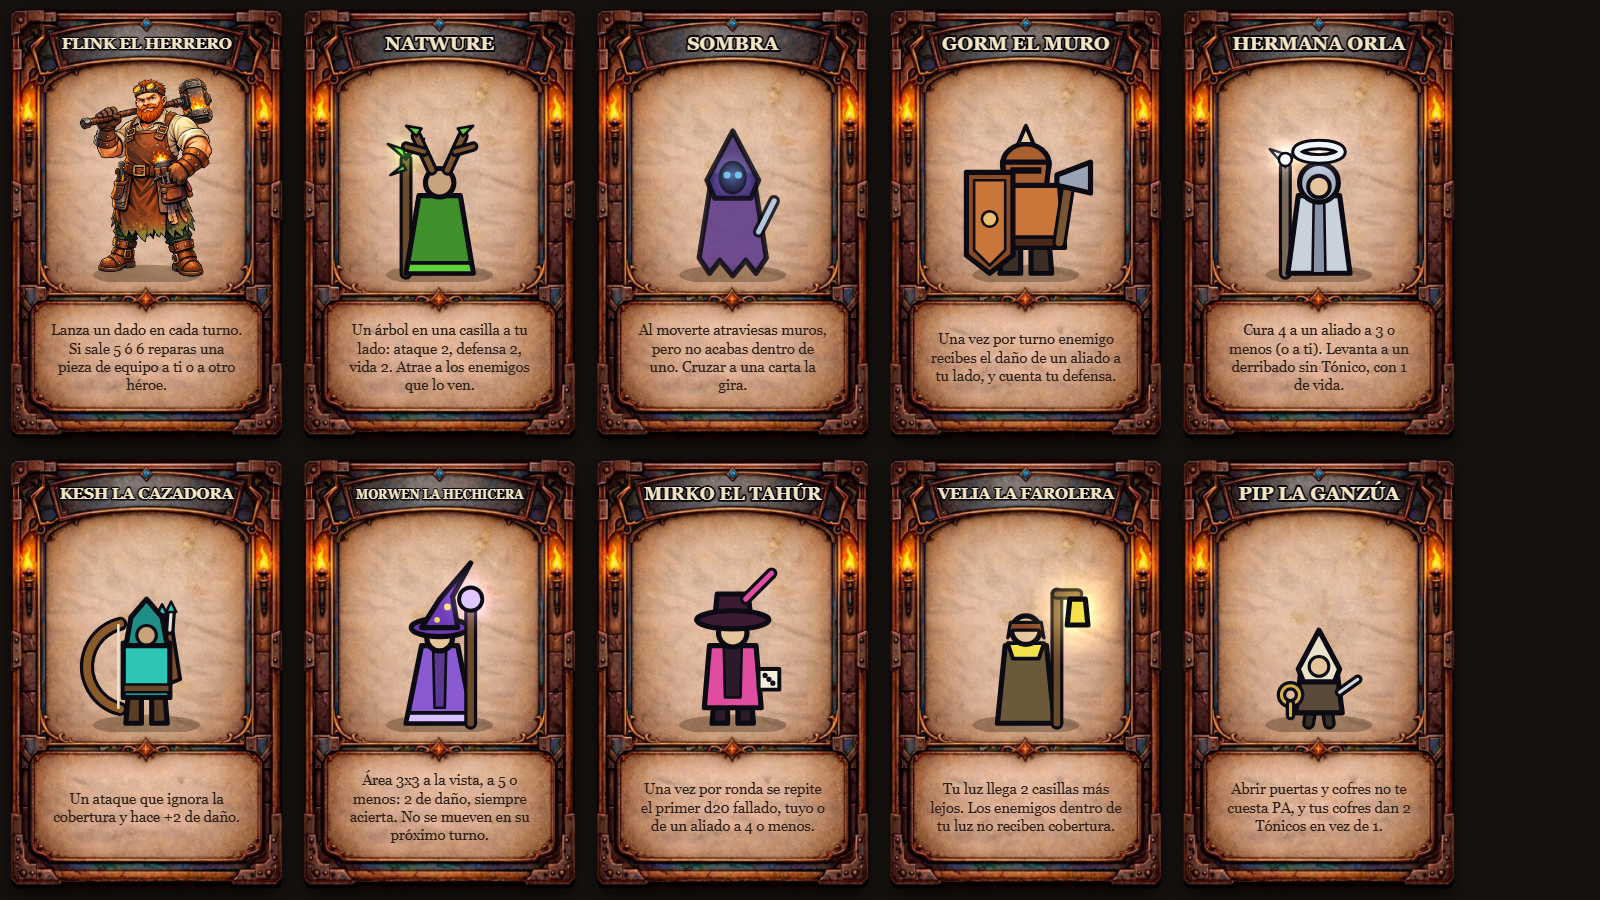 FLINK EL HERRERO
Lanza un dado en cada turno.
Si sale 5 ó 6 reparas una
pieza de equipo a ti o a otro
héroe.
NATWURE
Un árbol en una casilla a tu
lado: ataque 2, defensa 2,
vida 2. Atrae a los enemigos
que lo ven.
SOMBRA
Al moverte atraviesas muros,
pero no acabas dentro de
uno. Cruzar a una carta la
gira.
GORM EL MURO
Una vez por turno enemigo
recibes el daño de un aliado a
tu lado, y cuenta tu defensa.
HERMANA ORLA
Cura 4 a un aliado a 3 o
menos (o a ti). Levanta a un
derribado sin Tónico, con 1
de vida.
KESH LA CAZADORA
Un ataque que ignora la
cobertura y hace +2 de daño.
MORWEN LA HECHICERA
Área 3x3 a la vista, a 5 o
menos: 2 de daño, siempre
acierta. No se mueven en su
próximo turno.
MIRKO EL TAHÚR
Una vez por ronda se repite
el primer d20 fallado, tuyo o
de un aliado a 4 o menos.
VELIA LA FAROLERA
Tu luz llega 2 casillas más
lejos. Los enemigos dentro de
tu luz no reciben cobertura.
PIP LA GANZÚA
Abrir puertas y cofres no te
cuesta PA, y tus cofres dan 2
Tónicos en vez de 1.